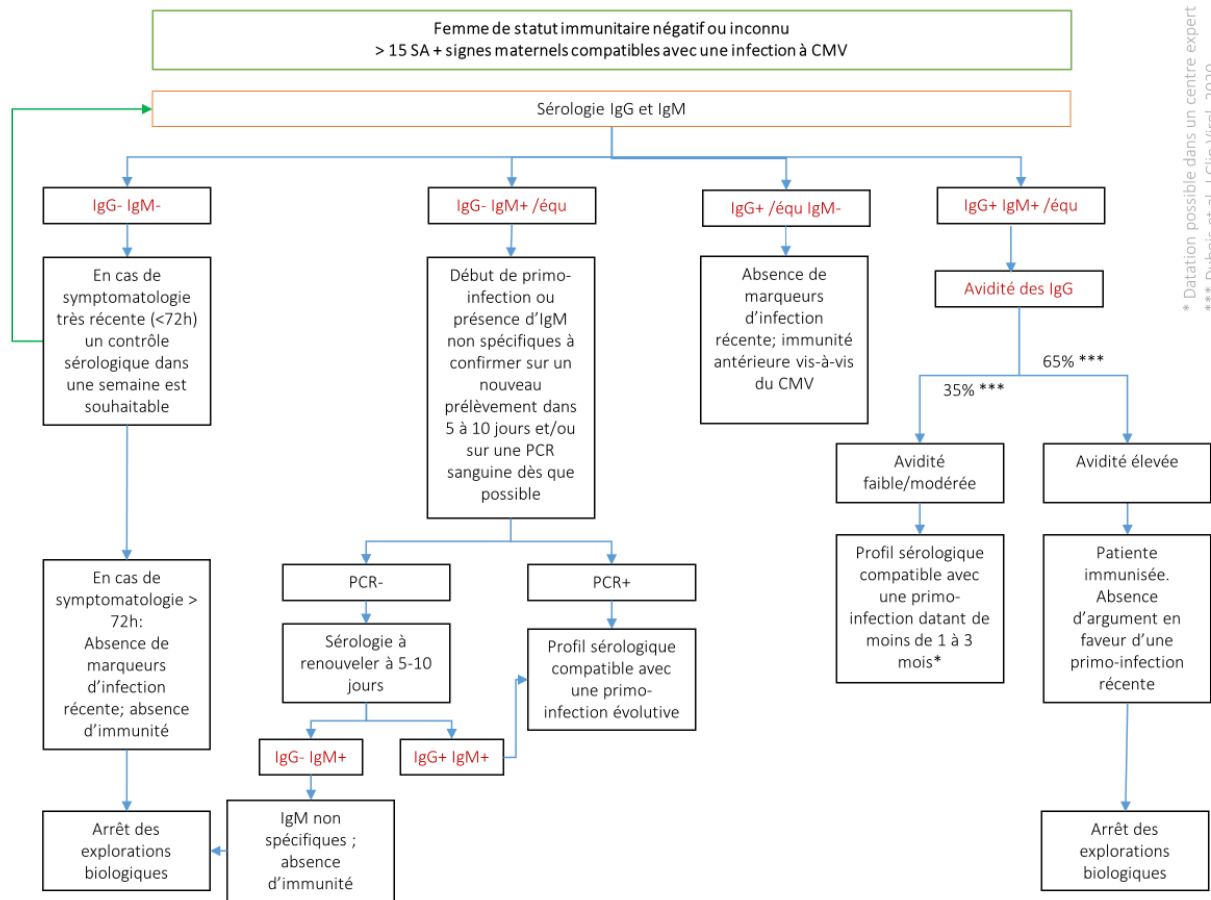 Femme de statut immunitaire négatif ou inconnu
> 15 SA + signes maternels compatibles avec une infection à CMV
Sérologie IgG et IgM
IgG- IgM-
IgG- IgM+ /équ
IgG+ /équ IgM-
IgG+ IgM+ /équ
En cas de
symptomatologie
très récente (<72h)
un contrôle
sérologique dans
une semaine est
souhaitable
Début de primo-
infection ou
présence d’IgM
non spécifiques à
confirmer sur un
nouveau
prélèvement dans
5 à 10 jours et/ou
sur une PCR
sanguine dès que
possible
Absence de
marqueurs
d’infection
récente; immunité
antérieure vis-à-vis
du CMV
Avidité des IgG
35% ***
65% ***
Avidité
faible/modérée
Avidité élevée
Profil sérologique
compatible avec
une primo-
infection datant de
moins de 1 à 3
mois*
Patiente
immunisée.
Absence
d’argument en
faveur d’une
primo-infection
récente
En cas de
symptomatologie >
72h:
Absence de
marqueurs
d’infection
récente; absence
d’immunité
PCR-
PCR+
Sérologie à
renouveler à 5-10
jours
Profil sérologique
compatible avec
une primo-
infection évolutive
IgG- IgM+
IgG+ IgM+
IgM non
spécifiques ;
absence
d’immunité
Arrêt des
explorations
biologiques
Arrêt des
explorations
biologiques
* Datation possible dans un centre expert
*** Dubois et al. J Clin Virol. 2020